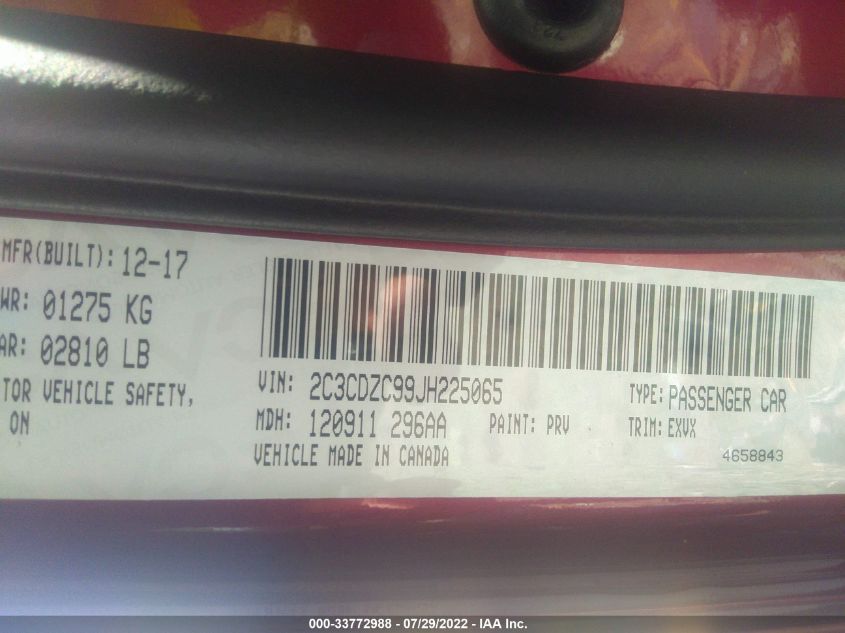 MFR(BUILT): 12-17
WR: 01275 KG
AR: 02810 LB
TOR VEHICLE SAFETY,
ON
VIN: 2C3CDZC99JH225065
TYPE: PASSENGER CAR
MDH: 120911 296AA
PAINT: PRV
TRIM: EXVX
VEHICLE MADE IN CANADA
4658843
000-33772988 - 07/29/2022 - IAA Inc.